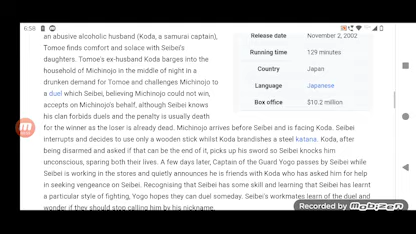 6:58
an abusive alcoholic husband (Koda, a samurai captain),
Tomoe finds comfort and solace with Seibei's
daughters. Tomoe's ex-husband Koda barges into the
household of Michinojo in the middle of night in a
drunken demand for Tomoe and challenges Michinojo
to a duel which Seibei, believing Michinojo could not win,
accepts on Michinojo's behalf, although Seibei knows
his clan forbids duels and the penalty is usually death
for the winner as the loser is already dead. Michinojo arrives before Seibei and is facing Koda. Seibei
interrupts and decides to use only a wooden stick whilst Koda brandishes a steel katana. Koda, after
being disarmed and asked if that can be the end of it, picks up his sword so Seibei knocks him
unconscious, sparing both their lives. A few days later, Captain of the Guard Yogo passes by while
Seibei is working in the stores and quietly announces he is friends with Koda who has asked him for help
in seeking vengeance on Seibei. Recognising that Seibei has some skill and learning that Seibei has learnt
a particular style of fighting, Yogo hopes they can duel someday. Seibei's workmates learn of the duel and
wonder if they should stop calling him by his nickname.
Release date November 2, 2002
Running time 129 minutes
Country Japan
Language Japanese
Box office $10.2 million
Recorded by MOBIZEN